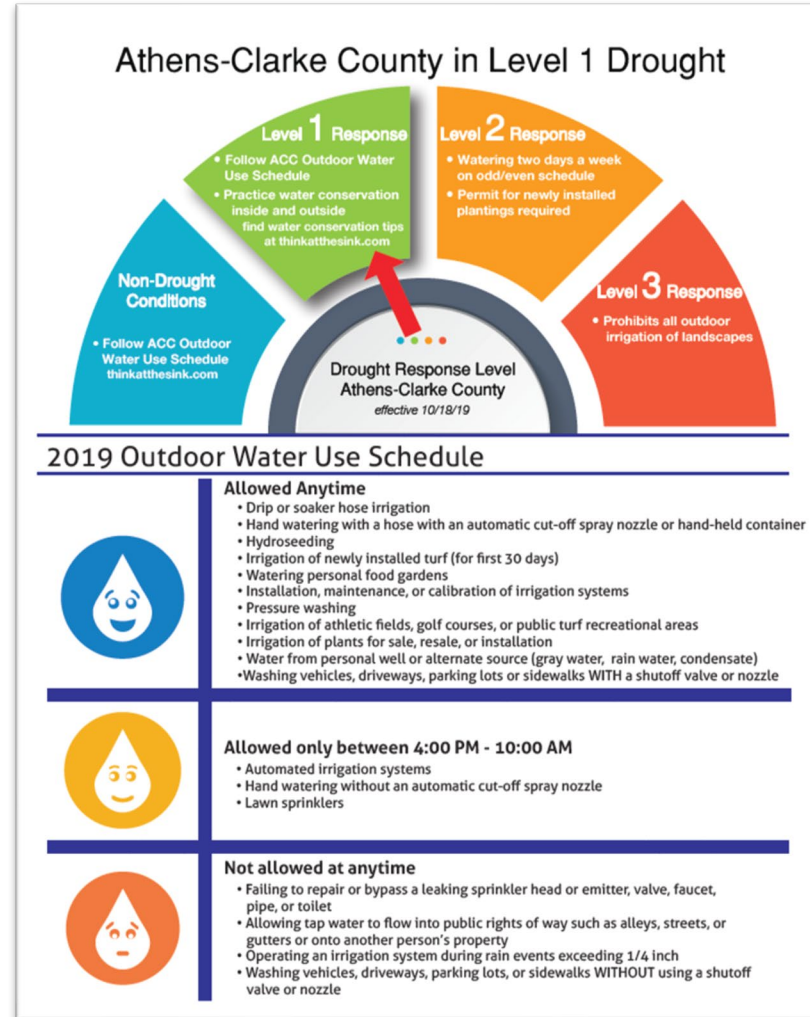 Athens-Clarke County in Level 1 Drought
Non-Drought
Conditions
• Follow ACC Outdoor
Water Use Schedule
thinkatthesink.com
Level 1 Response
• Follow ACC Outdoor Water
Use Schedule
• Practice water conservation
inside and outside
find water conservation tips
at thinkatthesink.com
Level 2 Response
• Watering two days a week
on odd/even schedule
• Permit for newly installed
plantings required
Level 3 Response
• Prohibits all outdoor
irrigation of landscapes
Drought Response Level
Athens-Clarke County
effective 10/18/19
2019 Outdoor Water Use Schedule
Allowed Anytime
• Drip or soaker hose irrigation
• Hand watering with a hose with an automatic cut-off spray nozzle or hand-held container
• Hydroseeding
• Irrigation of newly installed turf (for first 30 days)
• Watering personal food gardens
• Installation, maintenance, or calibration of irrigation systems
• Pressure washing
• Irrigation of athletic fields, golf courses, or public turf recreational areas
• Irrigation of plants for sale, resale, or installation
• Water from personal well or alternate source (gray water, rain water, condensate)
•Washing vehicles, driveways, parking lots or sidewalks WITH a shutoff valve or nozzle
Allowed only between 4:00 PM - 10:00 AM
• Automated irrigation systems
• Hand watering without an automatic cut-off spray nozzle
• Lawn sprinklers
Not allowed at anytime
• Failing to repair or bypass a leaking sprinkler head or emitter, valve, faucet,
pipe, or toilet
• Allowing tap water to flow into public rights of way such as alleys, streets, or
gutters or onto another person's property
• Operating an irrigation system during rain events exceeding 1/4 inch
• Washing vehicles, driveways, parking lots, or sidewalks WITHOUT using a shutoff
valve or nozzle